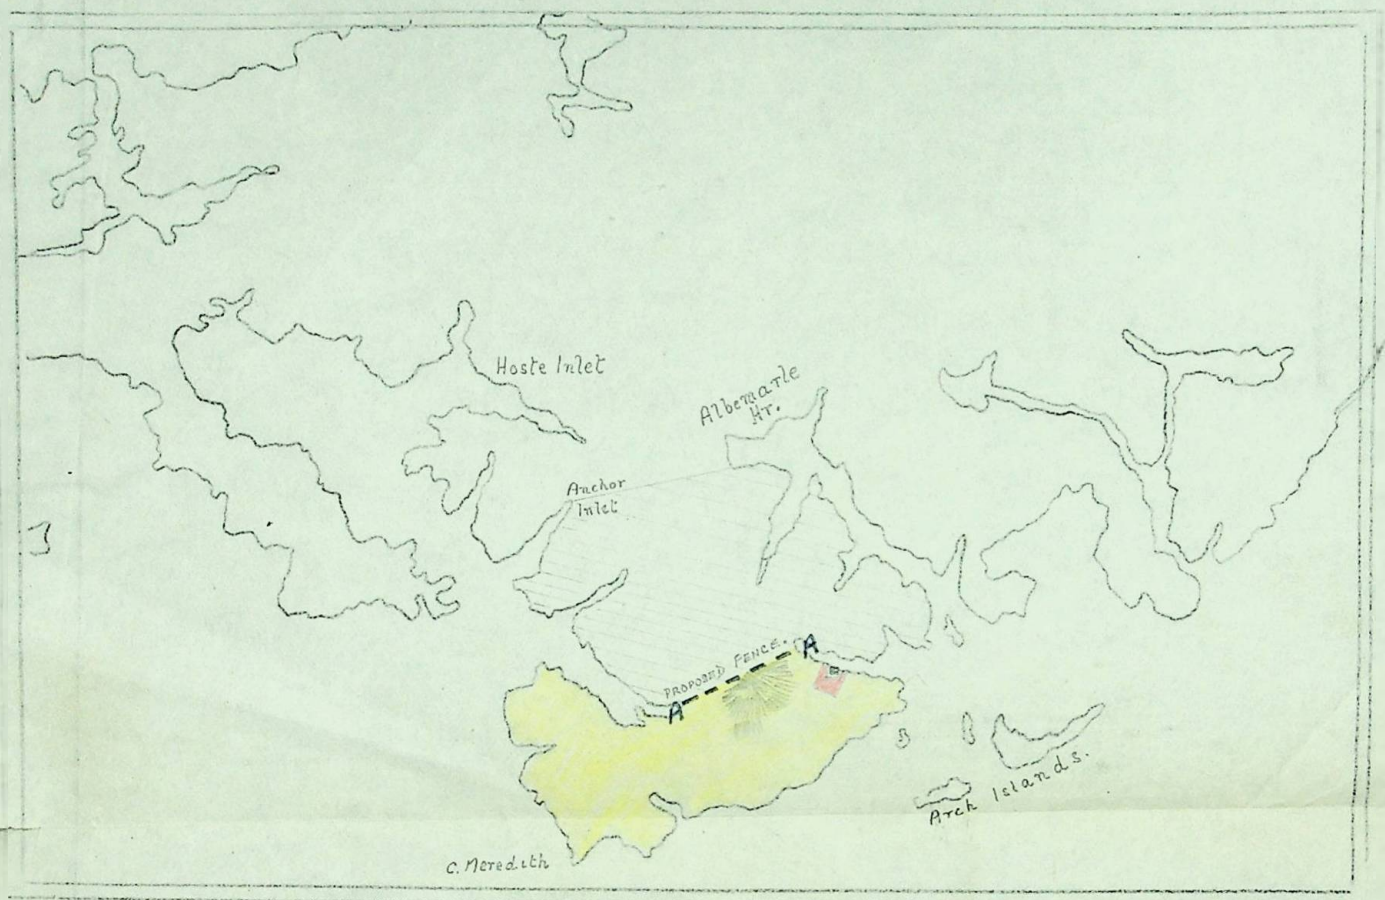 Hoste Inlet
Albemarle
Hr.
Anchor
Inlet
PROPOSED FENCE.
A
A
Arch Islands.
C. Meredith